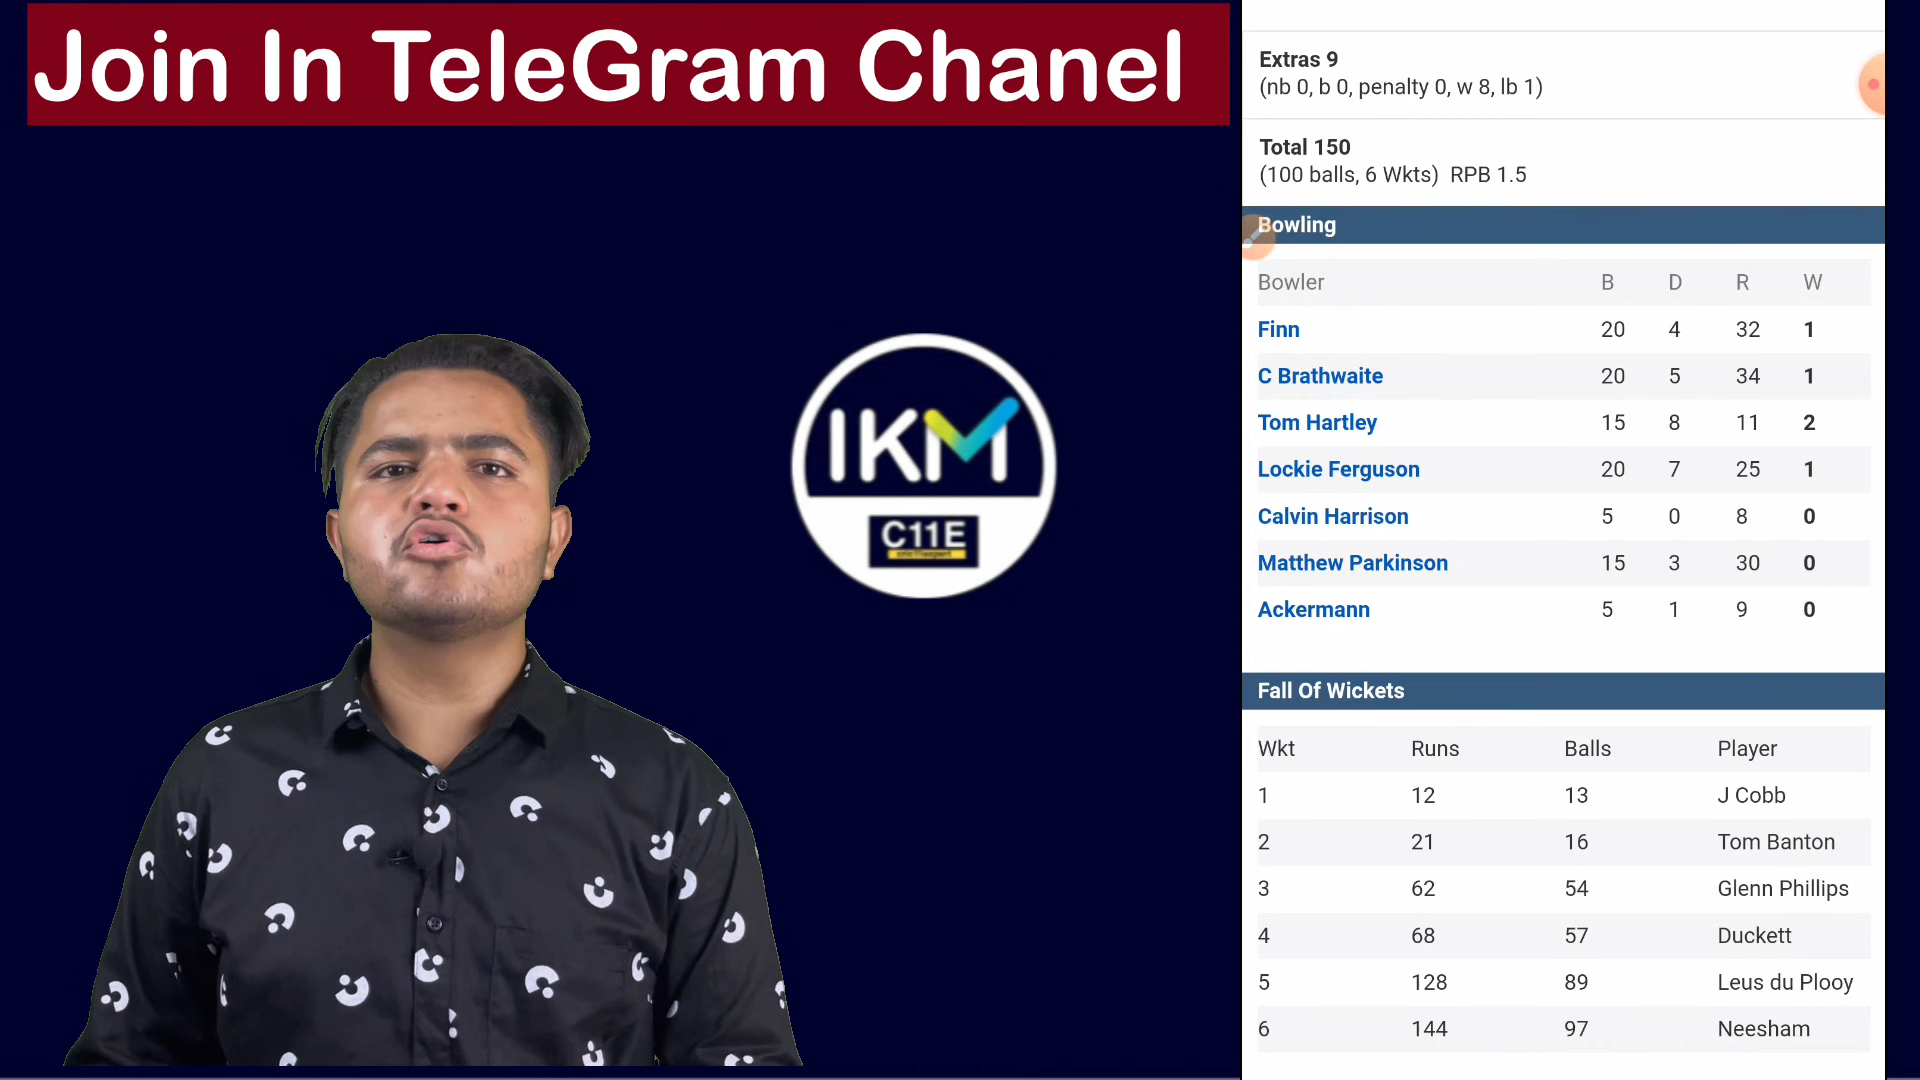 Join In TeleGram Chanel
IKM
C11E
Extras 9
(nb 0, b 0, penalty 0, w 8, lb 1)
Total 150
(100 balls, 6 Wkts) RPB 1.5
Bowling
Bowler B D R W
Finn 20 4 32 1
C Brathwaite 20 5 34 1
Tom Hartley 15 8 11 2
Lockie Ferguson 20 7 25 1
Calvin Harrison 5 0 8 0
Matthew Parkinson 15 3 30 0
Ackermann 5 1 9 0
Fall Of Wickets
Wkt Runs Balls Player
1 12 13 J Cobb
2 21 16 Tom Banton
3 62 54 Glenn Phillips
4 68 57 Duckett
5 128 89 Leus du Plooy
6 144 97 Neesham